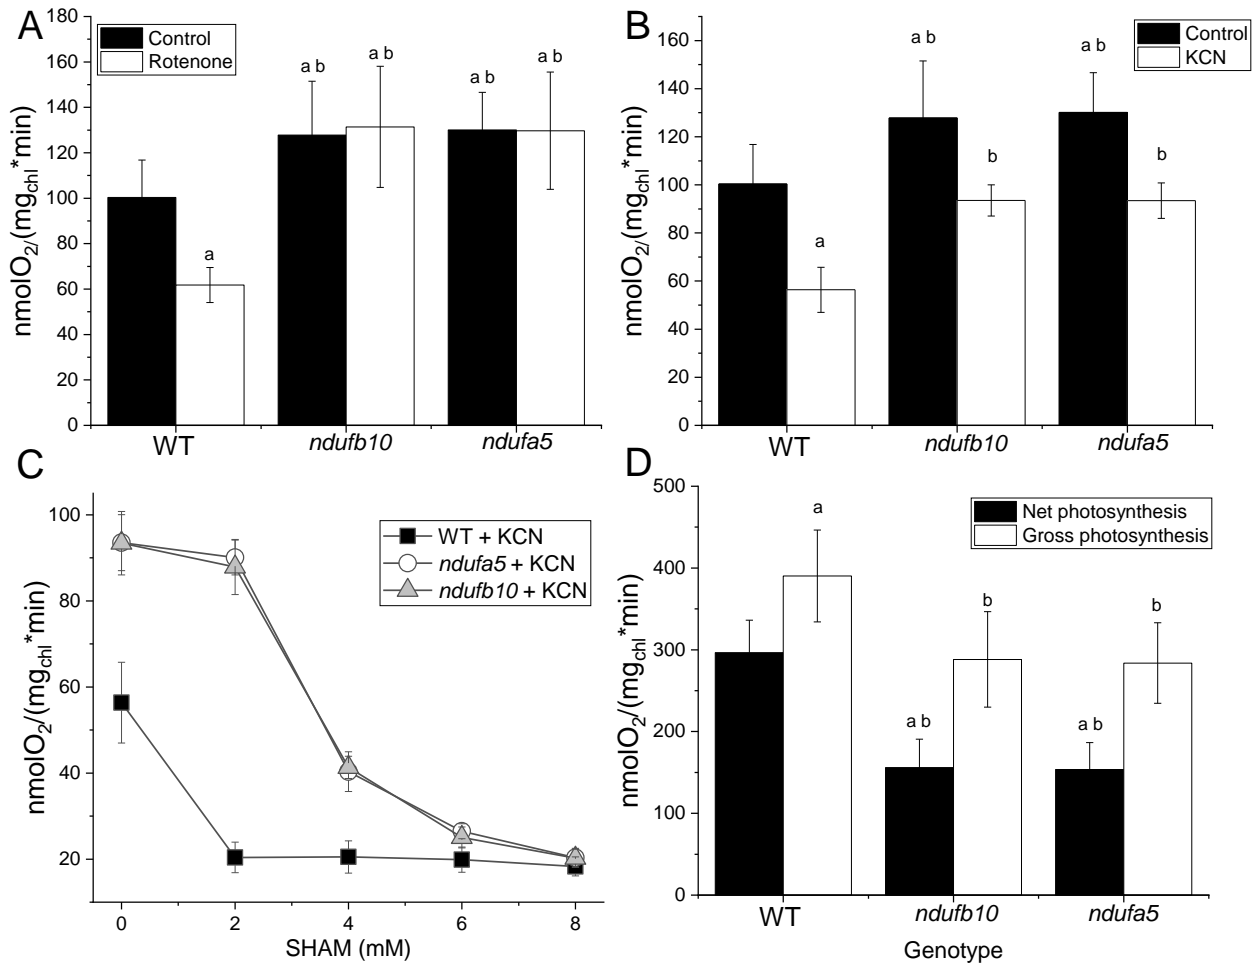 A
Control
Rotenone
180
160
140
120
100
80
60
40
20
0
nmolO2/(mgchl*min)
a
a b
a b
a b
a b
WT
ndufb10
ndufa5
B
Control
KCN
160
140
120
100
80
60
40
20
0
nmolO2/(mgchl*min)
a
a b
b
a b
b
WT
ndufb10
ndufa5
C
WT + KCN
ndufa5 + KCN
ndufb10 + KCN
100
80
60
40
20
nmolO2/(mgchl*min)
0
2
4
6
8
SHAM (mM)
D
Net photosynthesis
Gross photosynthesis
500
400
300
200
100
0
nmolO2/(mgchl*min)
a
a b
b
a b
b
WT
ndufb10
ndufa5
Genotype